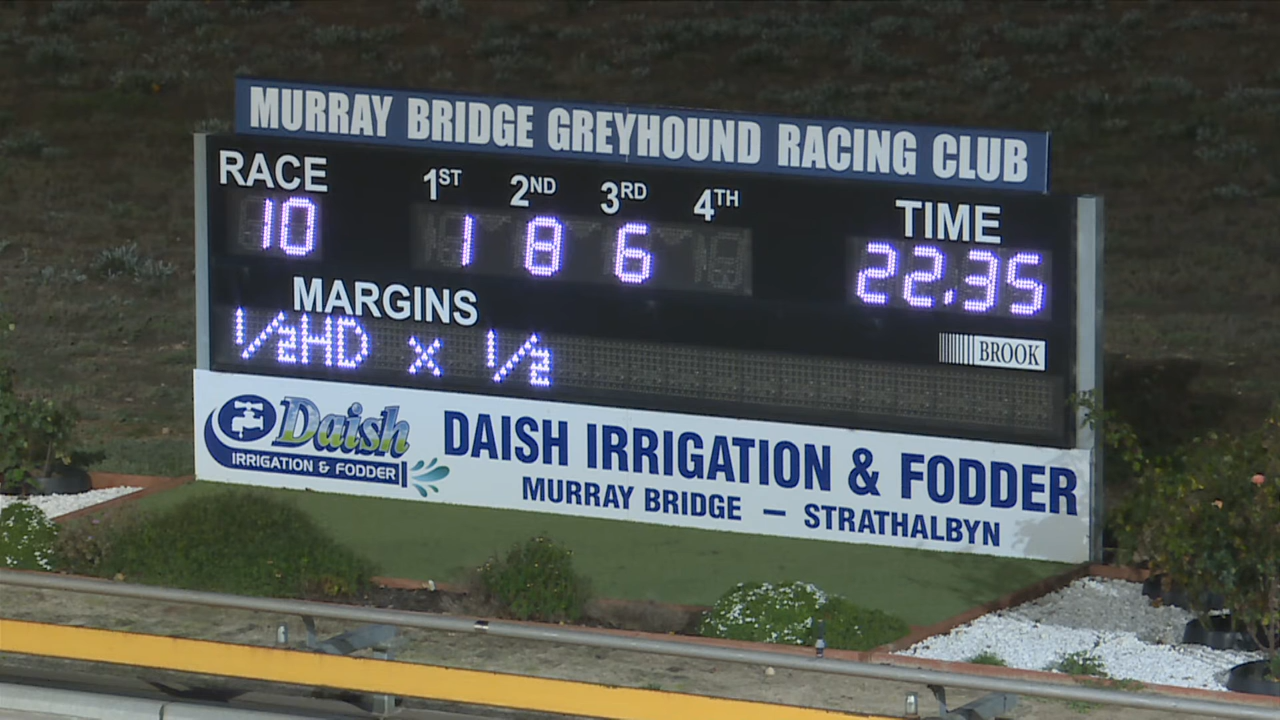 MURRAY BRIDGE GREYHOUND RACING CLUB
RACE 1ST 2ND 3RD 4TH TIME
10 1 8 6 22.35
MARGINS
1/2HD x 1/2
BROOK
Daish
IRRIGATION & FODDER
DAISH IRRIGATION & FODDER
MURRAY BRIDGE – STRATHALBYN